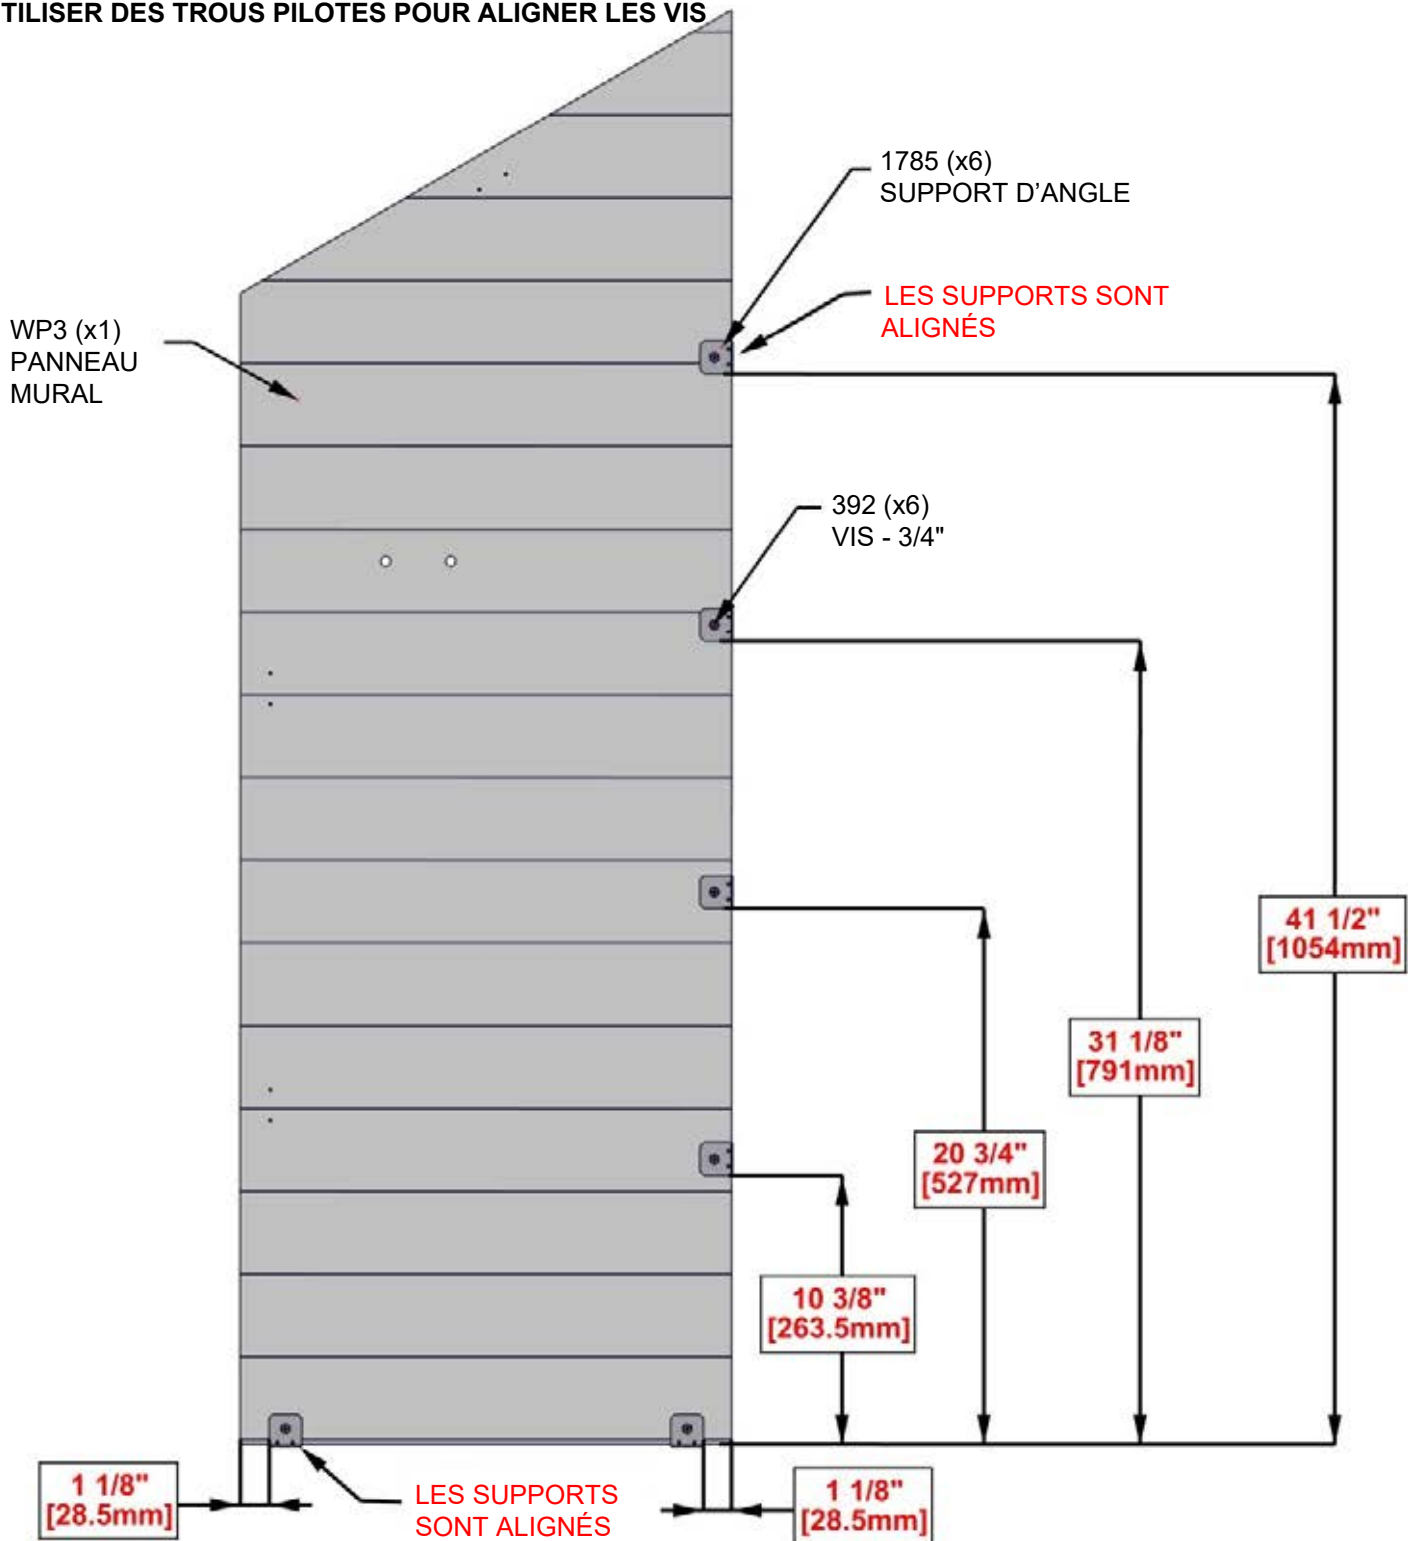 TILISER DES TROUS PILOTES POUR ALIGNER LES VIS
1785 (x6)
SUPPORT D’ANGLE
LES SUPPORTS SONT
ALIGNÉS
WP3 (x1)
PANNEAU
MURAL
392 (x6)
VIS - 3/4"
41 1/2"
[1054mm]
31 1/8"
[791mm]
20 3/4"
[527mm]
10 3/8"
[263.5mm]
1 1/8"
[28.5mm]
LES SUPPORTS
SONT ALIGNÉS
1 1/8"
[28.5mm]